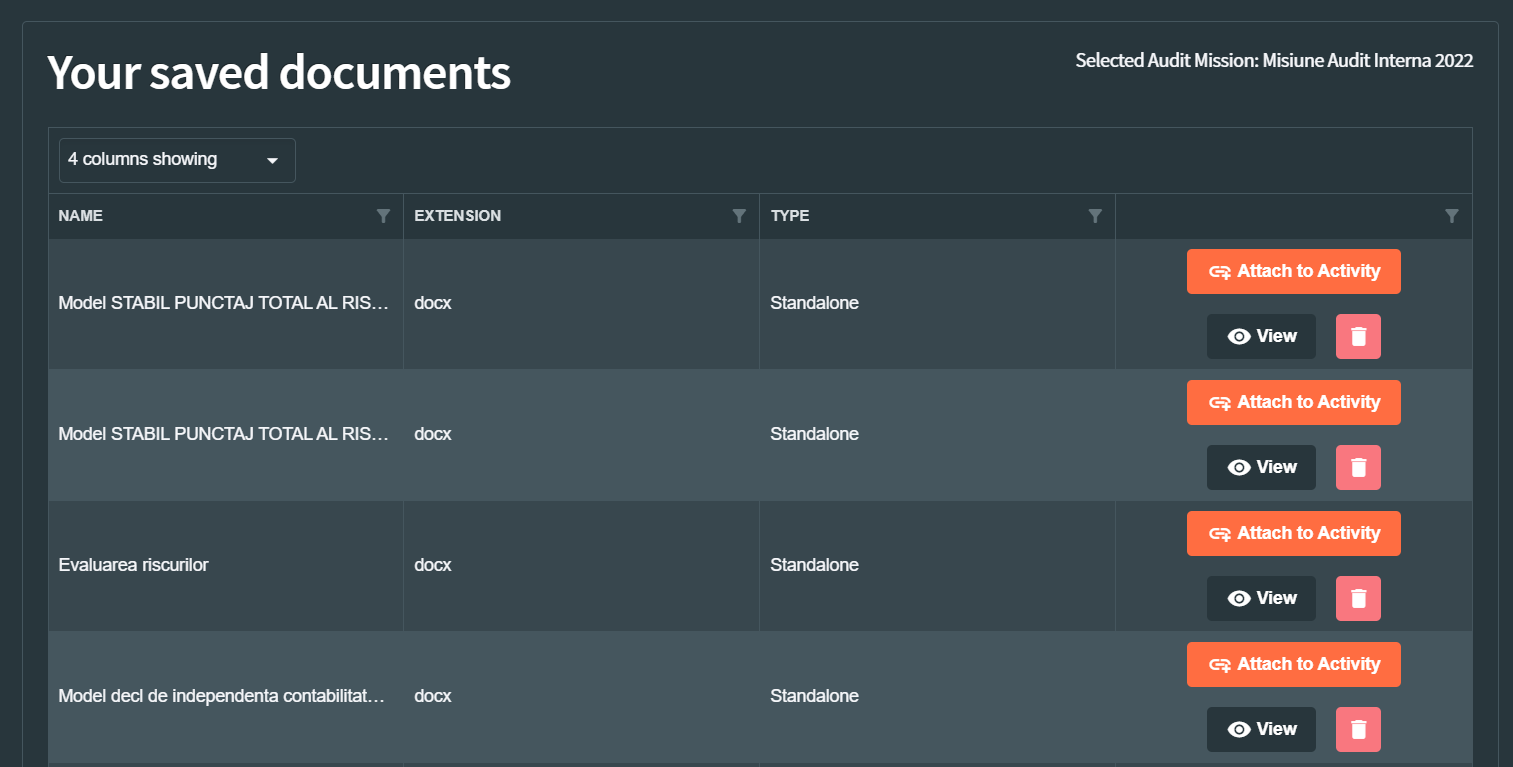 Your saved documents
Selected Audit Mission: Misiune Audit Interna 2022
4 columns showing
NAME EXTENSION TYPE
Attach to Activity
Model STABIL PUNCTAJ TOTAL AL RIS… docx Standalone
View
Attach to Activity
Model STABIL PUNCTAJ TOTAL AL RIS… docx Standalone
View
Attach to Activity
Evaluarea riscurilor docx Standalone
View
Attach to Activity
Model decl de independenta contabilitat… docx Standalone
View